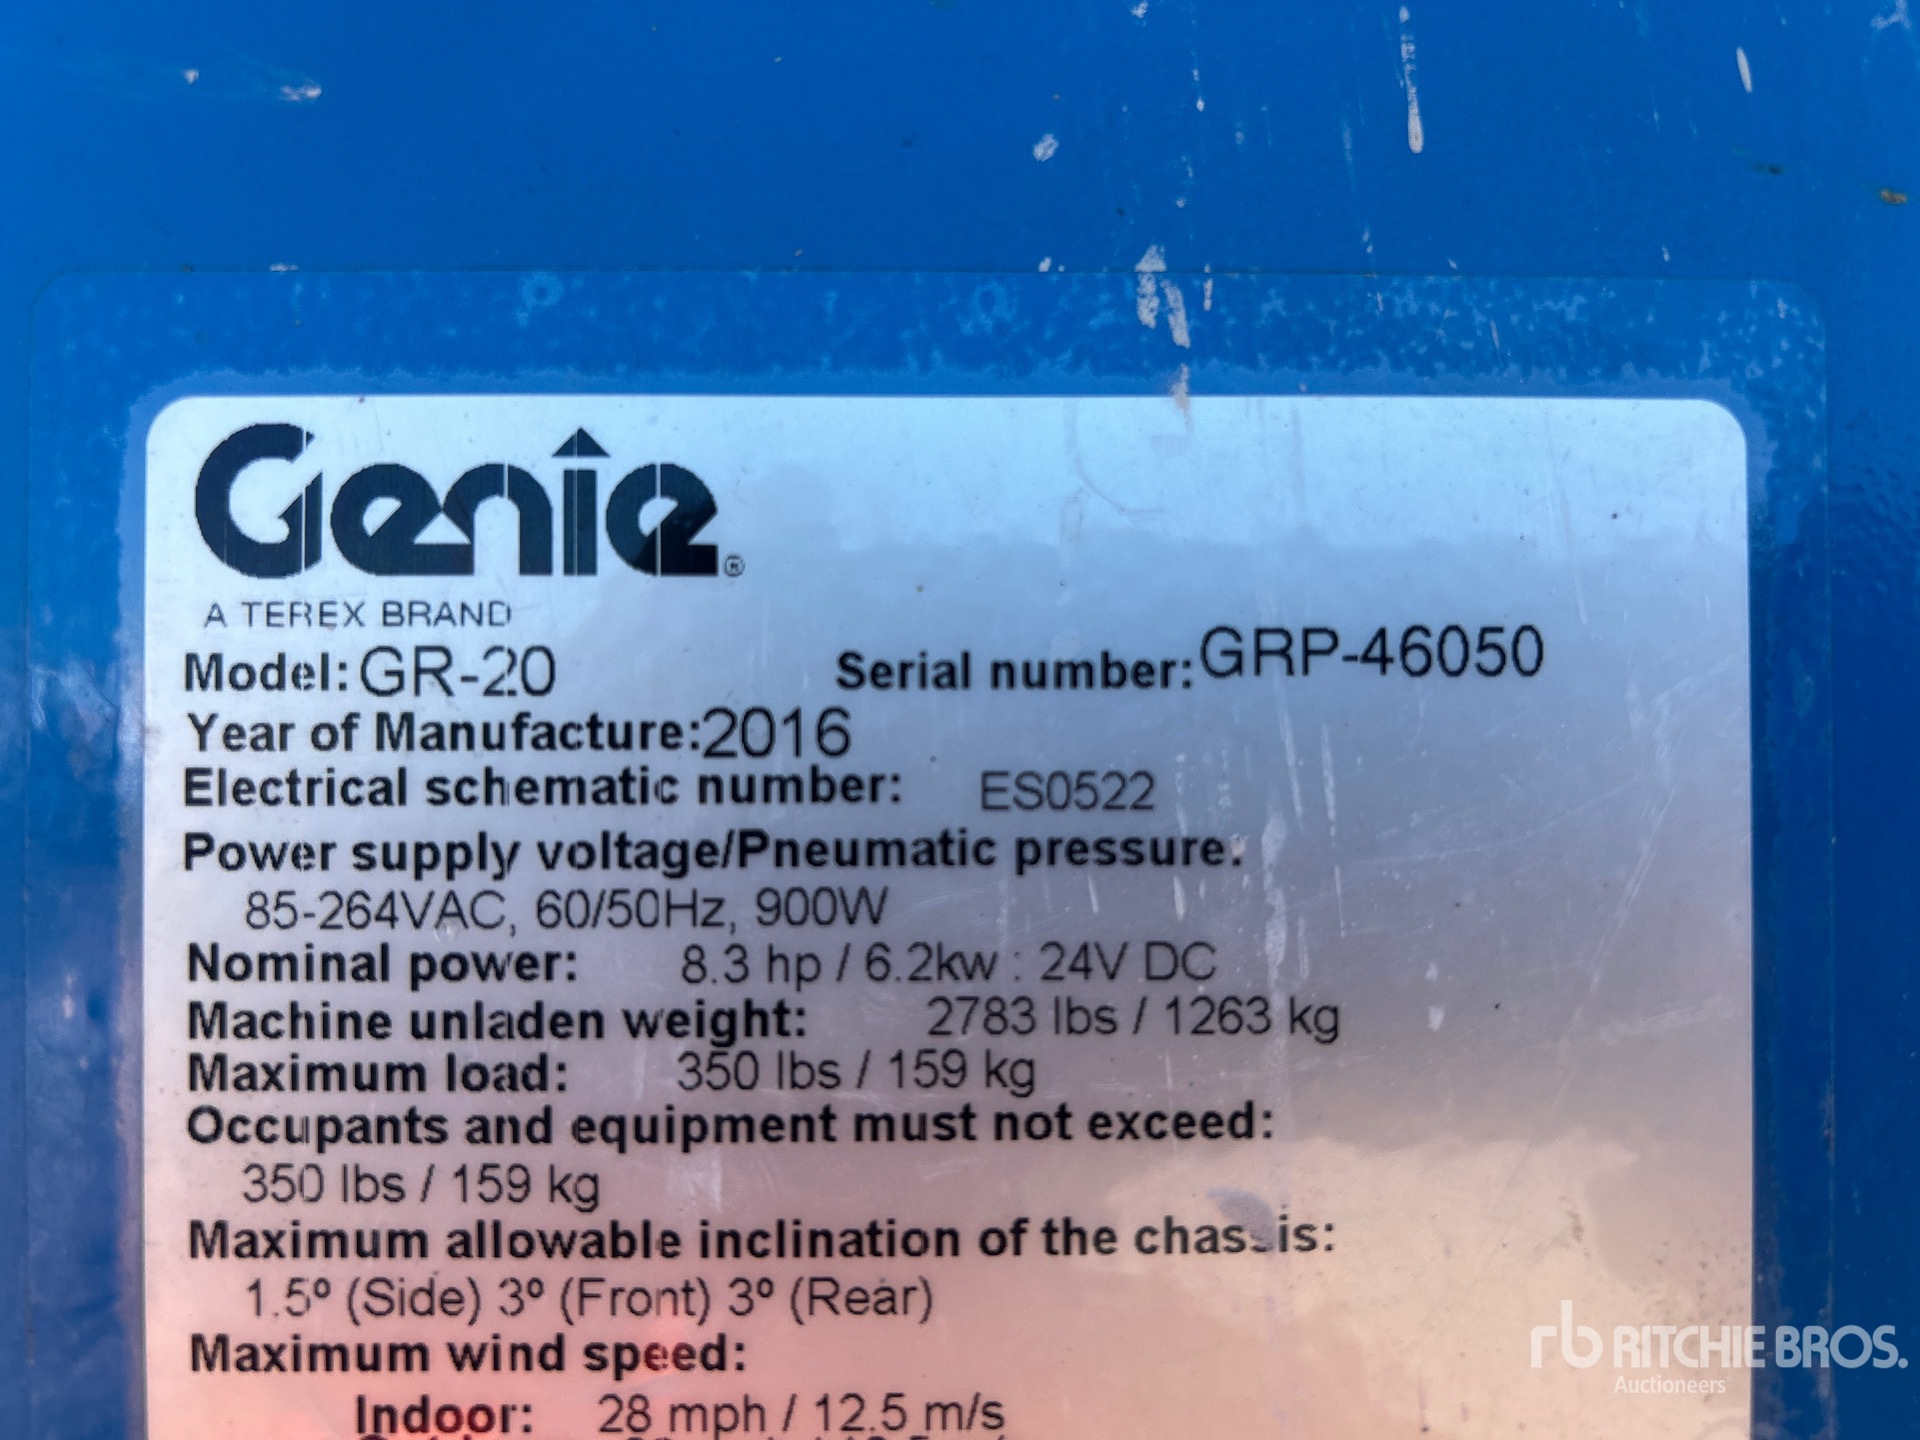 Genie®
A TEREX BRAND
Model: GR-20 Serial number: GRP-46050
Year of Manufacture: 2016
Electrical schematic number: ES0522
Power supply voltage/Pneumatic pressure.
85-264VAC, 60/50Hz, 900W
Nominal power: 8.3 hp / 6.2kw : 24V DC
Machine unladen weight: 2783 lbs / 1263 kg
Maximum load: 350 lbs / 159 kg
Occupants and equipment must not exceed:
350 lbs / 159 kg
Maximum allowable inclination of the chassis:
1.5º (Side) 3º (Front) 3º (Rear)
Maximum wind speed:
Indoor: 28 mph / 12.5 m/s
rb RITCHIE BROS.
Auctioneers